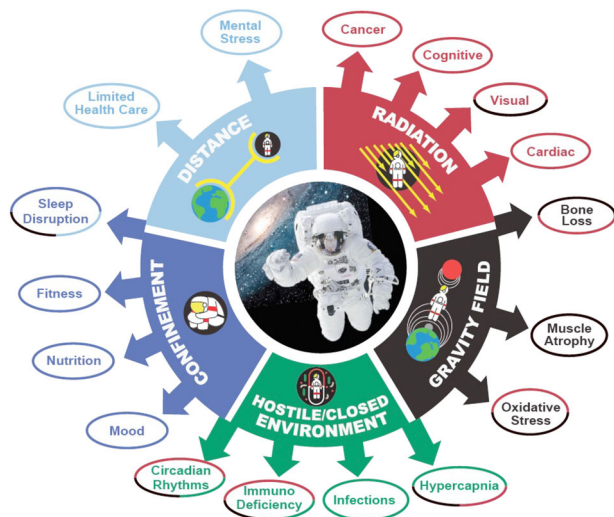 Mental
Stress
Limited
Health Care
DISTANCE
Cancer
Cognitive
Visual
Cardiac
RADIATION
Bone
Loss
Muscle
Atrophy
Oxidative
Stress
GRAVITY FIELD
Hypercapnia
Infections
Immuno
Deficiency
Circadian
Rhythms
HOSTILE/CLOSED
ENVIRONMENT
Mood
Nutrition
Fitness
Sleep
Disruption
CONFINEMENT